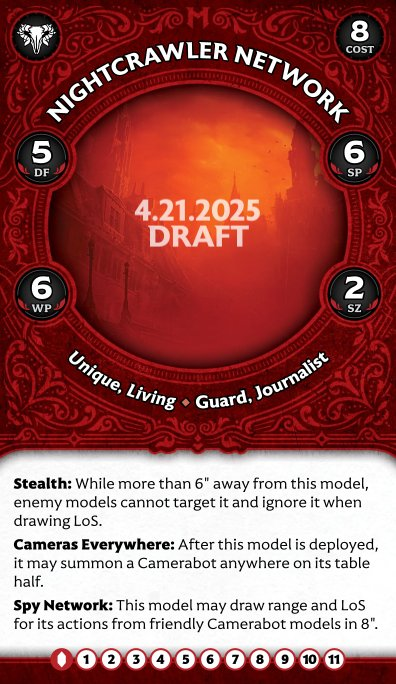 NIGHTCRAWLER NETWORK
8
COST
5
DF
6
SP
4.21.2025
DRAFT
6
WP
2
SZ
Unique, Living ◆ Guard, Journalist
Stealth: While more than 6" away from this model,
enemy models cannot target it and ignore it when
drawing LoS.
Cameras Everywhere: After this model is deployed,
it may summon a Camerabot anywhere on its table
half.
Spy Network: This model may draw range and LoS
for its actions from friendly Camerabot models in 8".
1 2 3 4 5 6 7 8 9 10 11